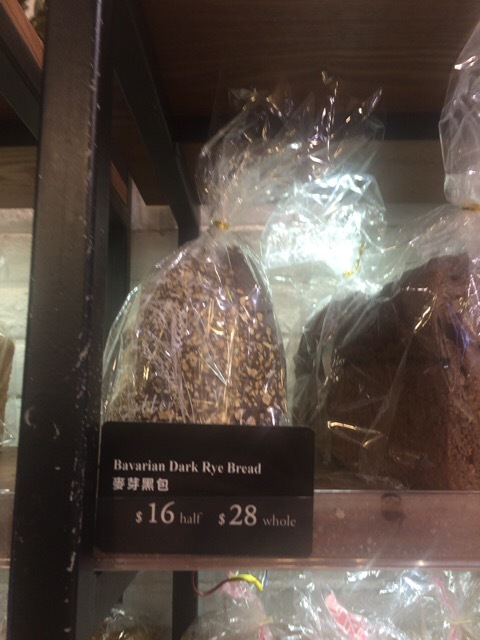 Bavarian Dark Rye Bread
麥芽黑包
$16 half $28 whole